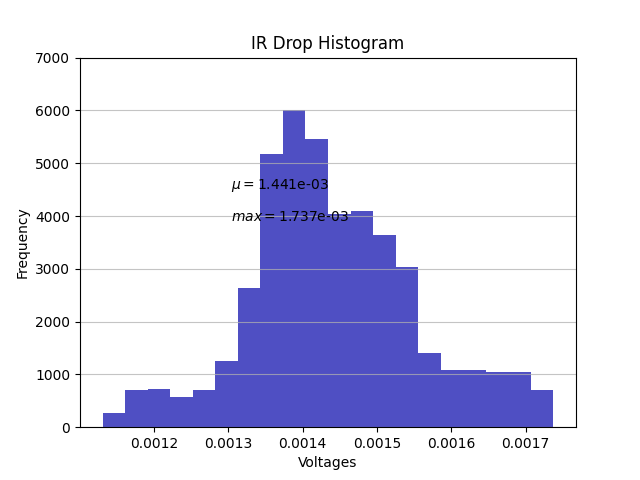 IR Drop Histogram
7000
6000
5000
4000
3000
2000
1000
0
Frequency
μ = 1.441e-03
max = 1.737e-03
0.0012 0.0013 0.0014 0.0015 0.0016 0.0017
Voltages